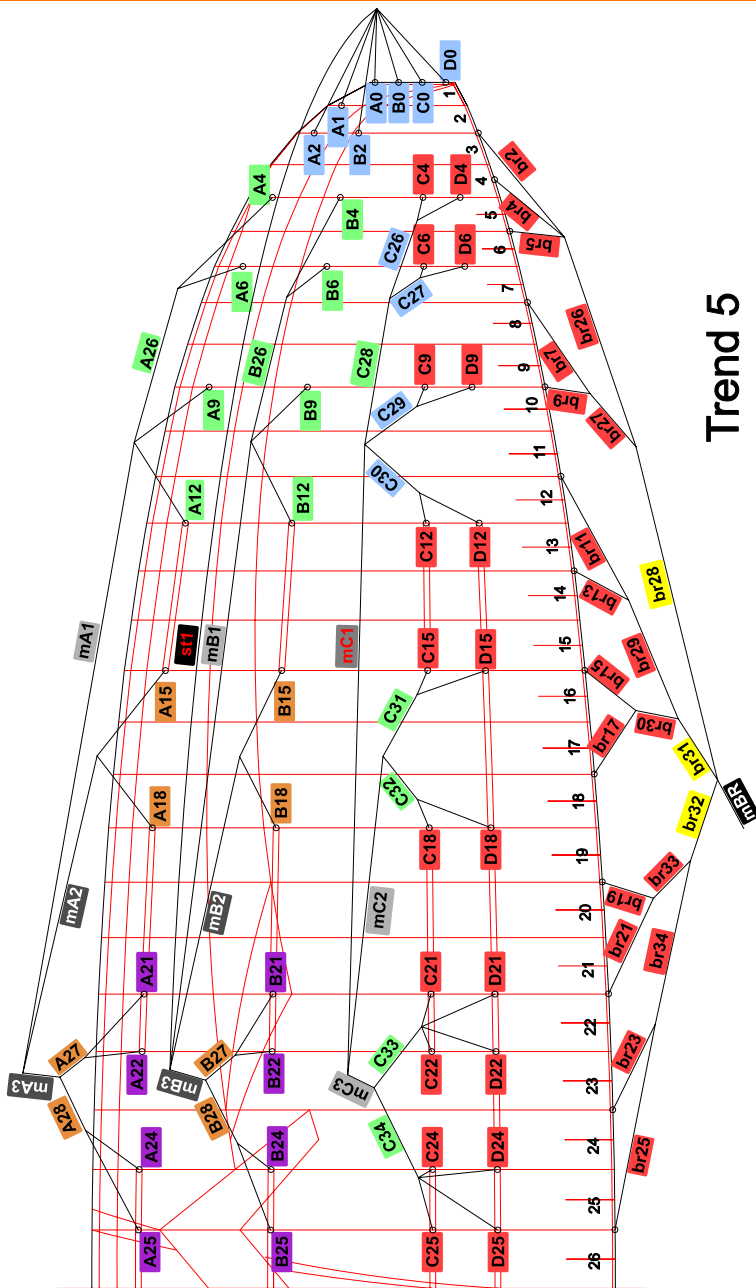 D0
A0
B0
C0
1
A1
2
A2
B2
3
br2
A4
C4
D4
4
B4
5
br4
C26
C6
D6
6
br5
A6
B6
C27
7
8
br26
A26
B26
C28
C9
D9
9
br7
A9
B9
C29
10
br9
br27
11
C30
A12
B12
12
C12
D12
13
br11
14
br13
br28
mA1
st1
mB1
mC1
C15
D15
15
br29
A15
B15
C31
16
br15
br30
17
br17
br31
A18
B18
C32
18
br32
mBR
C18
D18
19
br33
mA2
mB2
mC2
20
br19
br21
br34
A21
B21
C21
D21
21
22
A27
B27
C33
br23
mA3
A22
mB3
B22
mC3
C22
D22
23
A28
B28
C34
A24
B24
C24
D24
24
br25
25
A25
B25
C25
D25
26
Trend 5